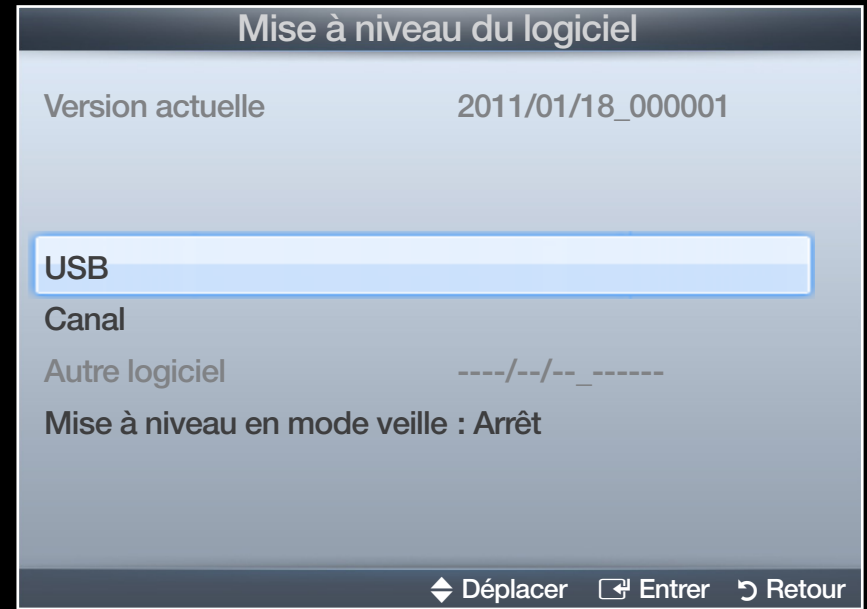 Mise à niveau du logiciel
Version actuelle 2011/01/18_000001
USB
Canal
Autre logiciel ----/--/--_------
Mise à niveau en mode veille : Arrêt
Déplacer Entrer Retour